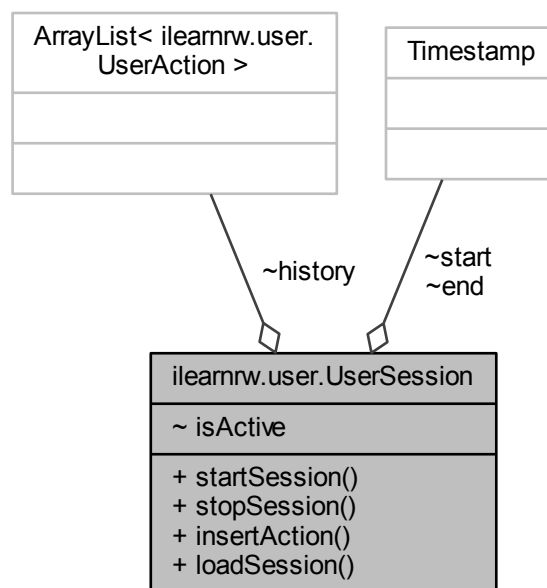 ArrayList< ilearnrw.user.
UserAction >
Timestamp
~history
~start
~end
ilearnrw.user.UserSession
~ isActive
+ startSession()
+ stopSession()
+ insertAction()
+ loadSession()